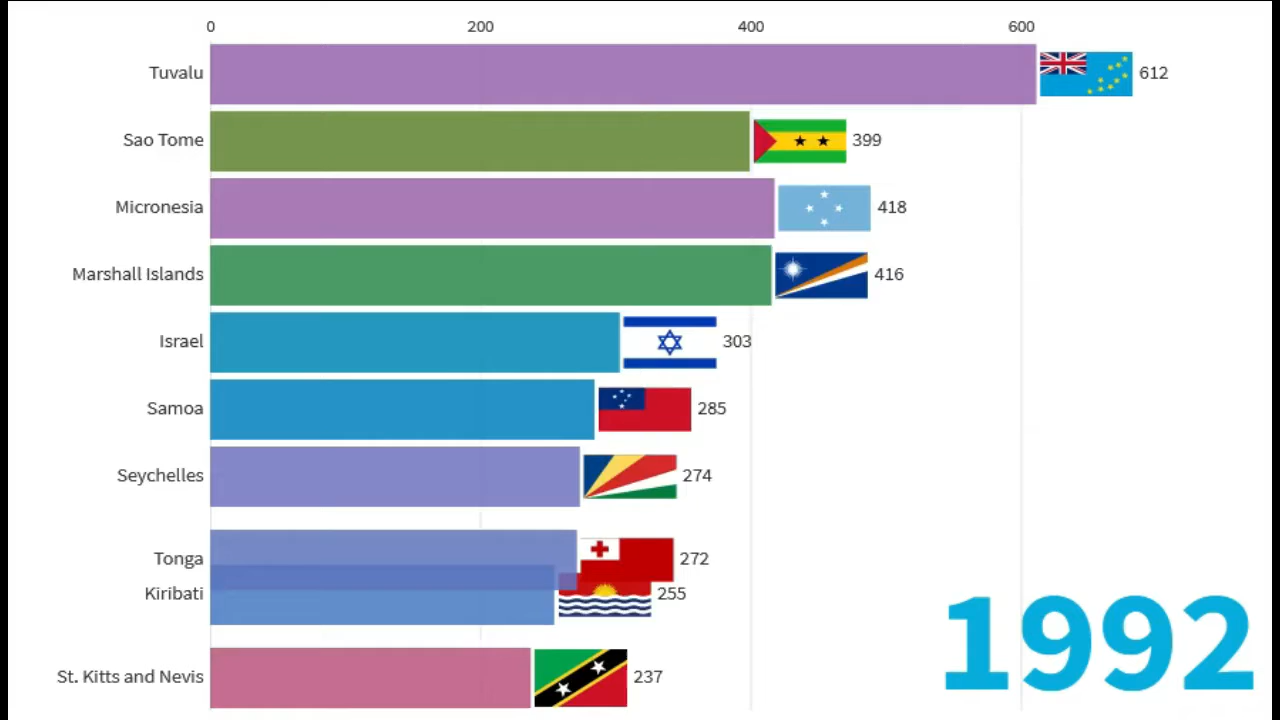 0 200 400 600
Tuvalu 612
Sao Tome 399
Micronesia 418
Marshall Islands 416
Israel 303
Samoa 285
Seychelles 274
Tonga 272
Kiribati 255
St. Kitts and Nevis 237
1992